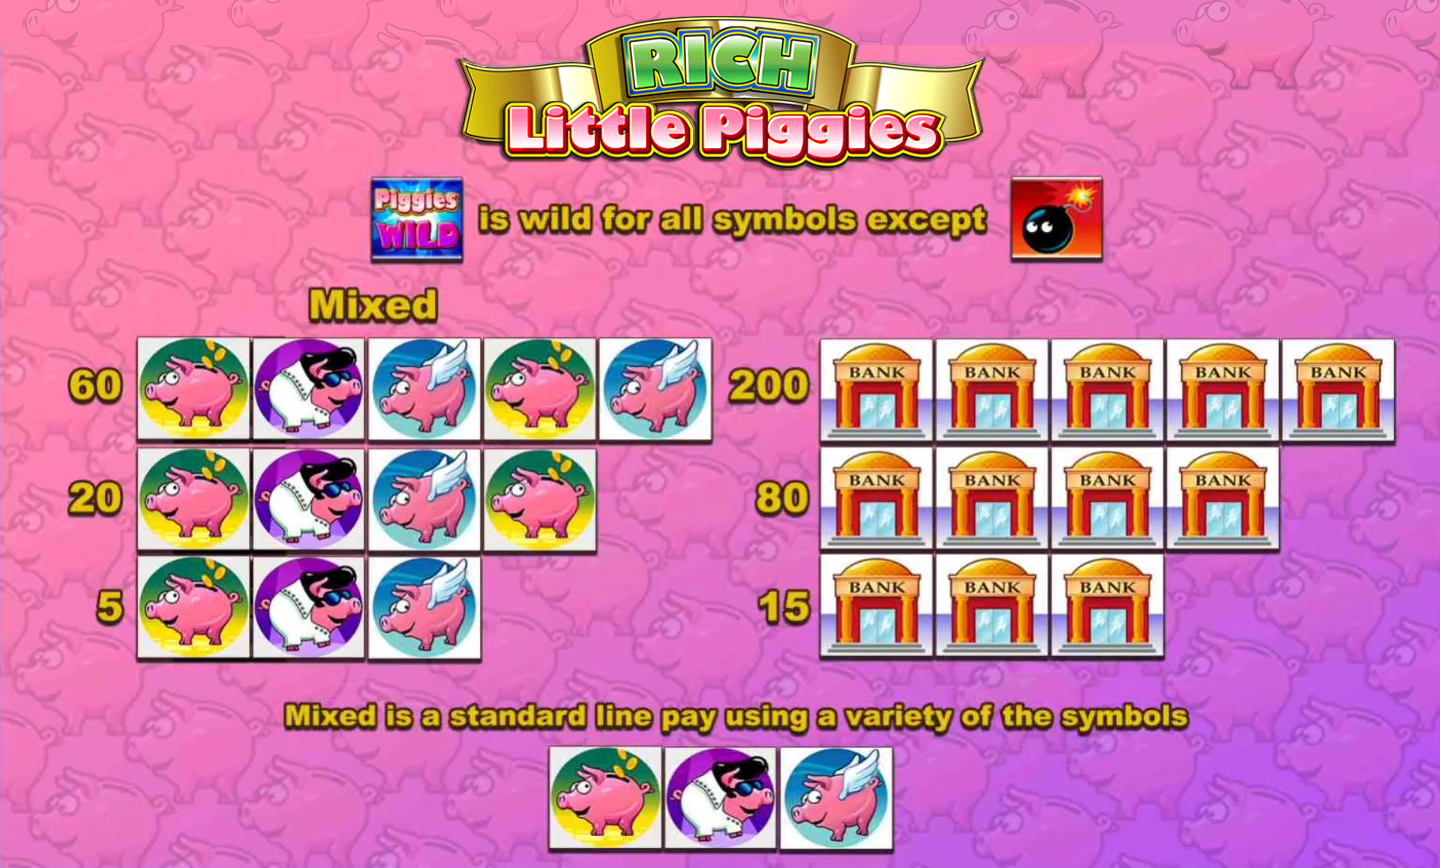 RICH
Little Piggies
Piggies
WILD
is wild for all symbols except
Mixed
60
200
BANK BANK BANK BANK BANK
20
80
BANK BANK BANK BANK
5
15
BANK BANK BANK
Mixed is a standard line pay using a variety of the symbols